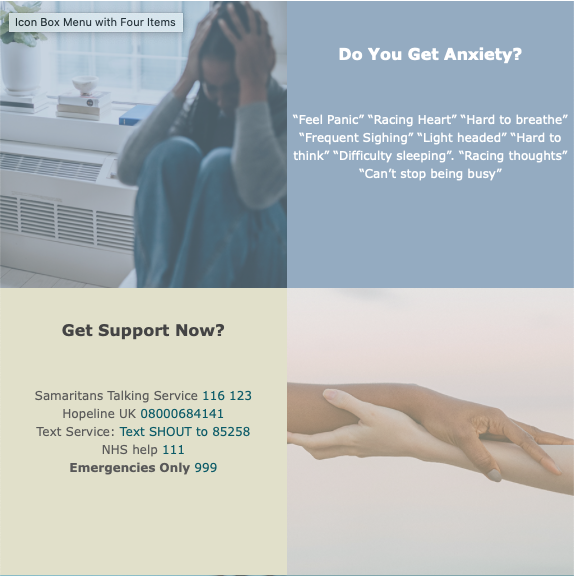 Icon Box Menu with Four Items
Do You Get Anxiety?
“Feel Panic” “Racing Heart” “Hard to breathe”
“Frequent Sighing” “Light headed” “Hard to
think” “Difficulty sleeping”. “Racing thoughts”
“Can’t stop being busy”
Get Support Now?
Samaritans Talking Service 116 123
Hopeline UK 08000684141
Text Service: Text SHOUT to 85258
NHS help 111
Emergencies Only 999